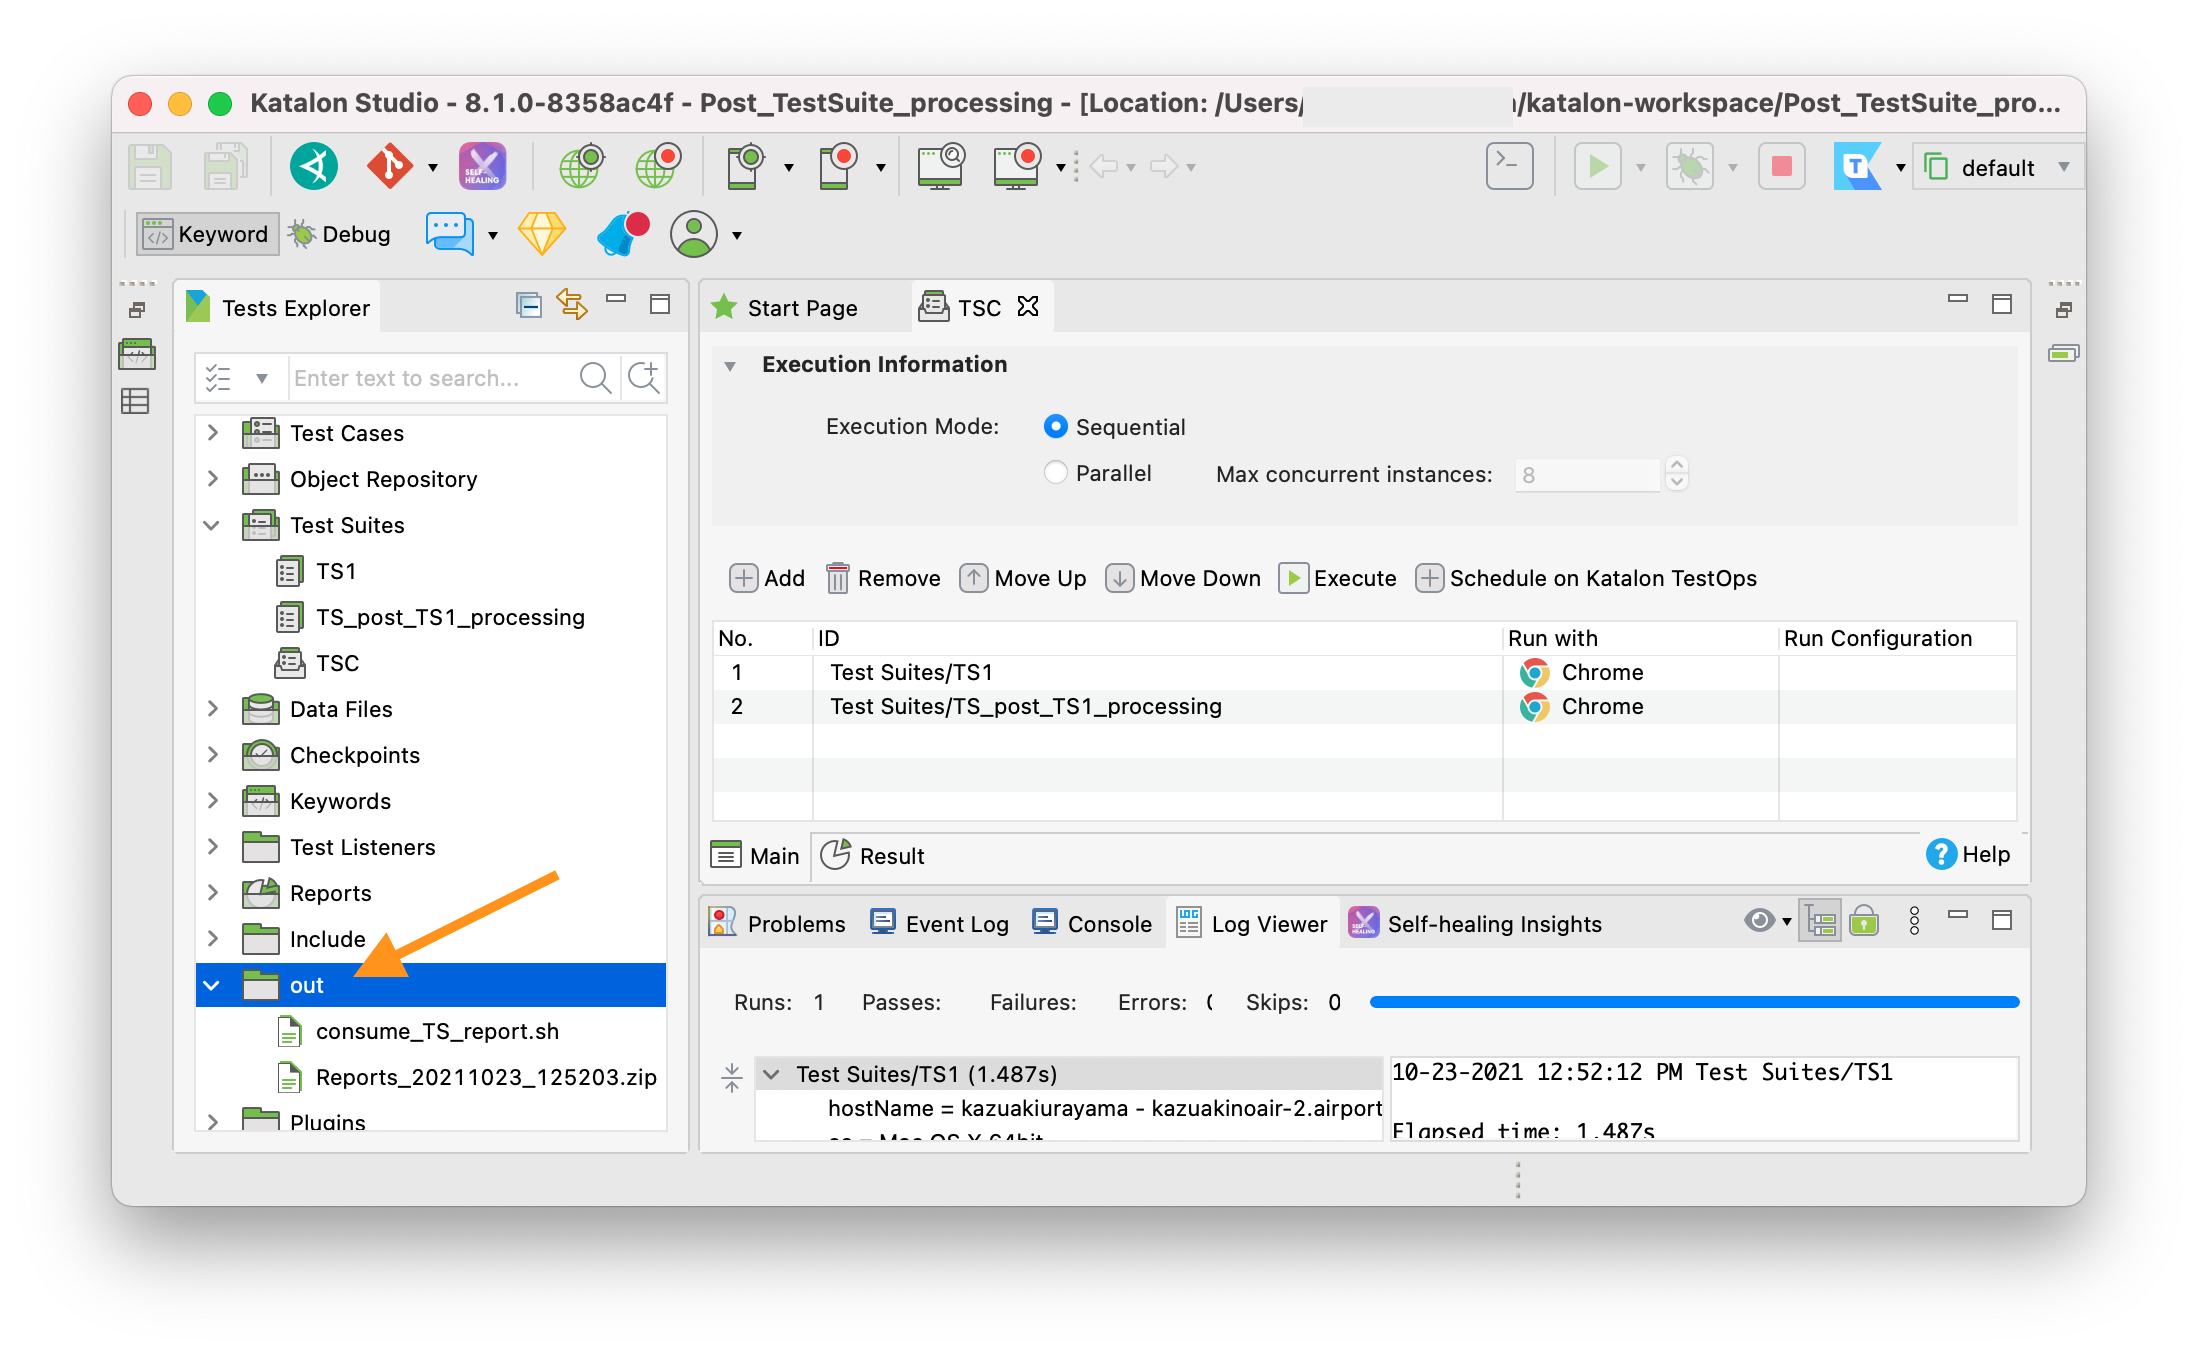 Katalon Studio - 8.1.0-8358ac4f - Post_TestSuite_processing - [Location: /Users/ /katalon-workspace/Post_TestSuite_pro...
SELF-HEALING
default
Keyword
Debug
Tests Explorer
Enter text to search...
Test Cases
Object Repository
Test Suites
TS1
TS_post_TS1_processing
TSC
Data Files
Checkpoints
Keywords
Test Listeners
Reports
Include
out
consume_TS_report.sh
Reports_20211023_125203.zip
Plugins
Start Page
TSC
Execution Information
Execution Mode:
Sequential
Parallel
Max concurrent instances:
8
Add
Remove
Move Up
Move Down
Execute
Schedule on Katalon TestOps
No. ID Run with Run Configuration
1 Test Suites/TS1 Chrome
2 Test Suites/TS_post_TS1_processing Chrome
Main
Result
Help
Problems
Event Log
Console
Log Viewer
Self-healing Insights
Runs: 1 Passes: Failures: Errors: Skips: 0
Test Suites/TS1 (1.487s)
hostName = kazuakiurayama - kazuakinoair-2.airport
os = Mac OS X 64bit
10-23-2021 12:52:12 PM Test Suites/TS1
Elapsed time: 1.487s